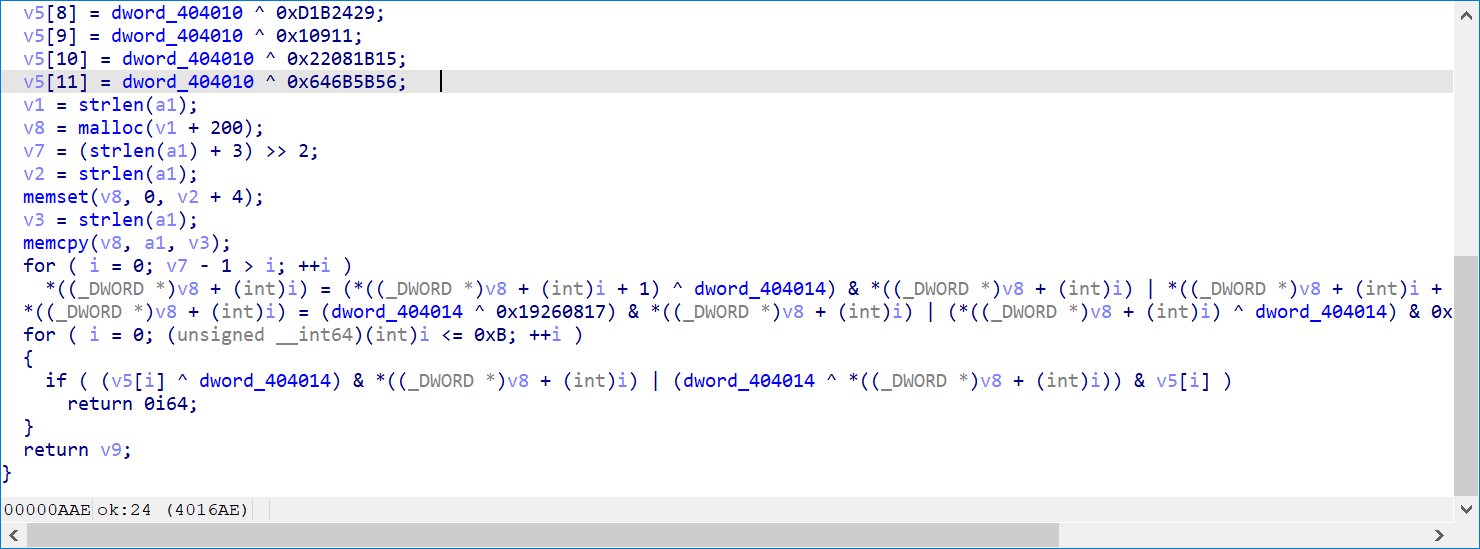 v5[8] = dword_404010 ^ 0xD1B2429;
v5[9] = dword_404010 ^ 0x10911;
v5[10] = dword_404010 ^ 0x22081B15;
v5[11] = dword_404010 ^ 0x646B5B56;
v1 = strlen(a1);
v8 = malloc(v1 + 200);
v7 = (strlen(a1) + 3) >> 2;
v2 = strlen(a1);
memset(v8, 0, v2 + 4);
v3 = strlen(a1);
memcpy(v8, a1, v3);
for ( i = 0; v7 - 1 > i; ++i )
*((_DWORD *)v8 + (int)i) = (*((_DWORD *)v8 + (int)i + 1) ^ dword_404014) & *((_DWORD *)v8 + (int)i) | *((_DWORD *)v8 + (int)i +
*((_DWORD *)v8 + (int)i) = (dword_404014 ^ 0x19260817) & *((_DWORD *)v8 + (int)i) | (*((_DWORD *)v8 + (int)i) ^ dword_404014) & 0x
for ( i = 0; (unsigned __int64)(int)i <= 0xB; ++i )
{
if ( (v5[i] ^ dword_404014) & *((_DWORD *)v8 + (int)i) | (dword_404014 ^ *((_DWORD *)v8 + (int)i)) & v5[i] )
return 0i64;
}
return v9;
}
00000AAE ok:24 (4016AE)